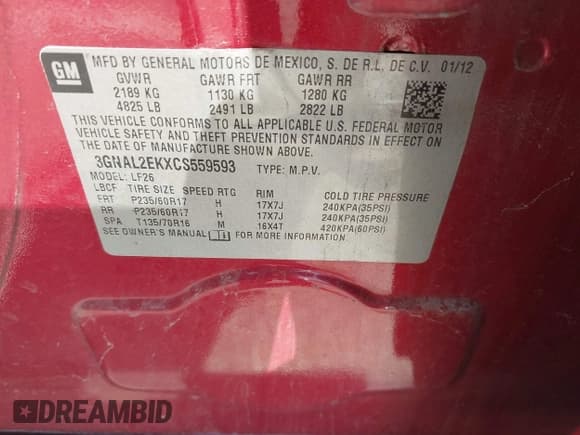 GM
MFD BY GENERAL MOTORS DE MEXICO, S. DE R.L. DE C.V. 01/12
GVWR GAWR FRT GAWR RR
2189 KG 1130 KG 1280 KG
4825 LB 2491 LB 2822 LB
THIS VEHICLE CONFORMS TO ALL APPLICABLE U.S. FEDERAL MOTOR
VEHICLE SAFETY AND THEFT PREVENTION STANDARDS IN EFFECT ON
THE DATE OF MANUFACTURE SHOWN ABOVE.
3GNAL2EKXCS559593 TYPE: M.P.V.
MODEL: LF26
LBCF TIRE SIZE SPEED RTG RIM COLD TIRE PRESSURE
FRT P235/60R17 H 17X7J 240KPA(35PSI)
RR P235/60R17 H 17X7J 240KPA(35PSI)
SPA T135/70R16 M 16X4T 420KPA(60PSI)
SEE OWNER'S MANUAL FOR MORE INFORMATION
DREAMBID